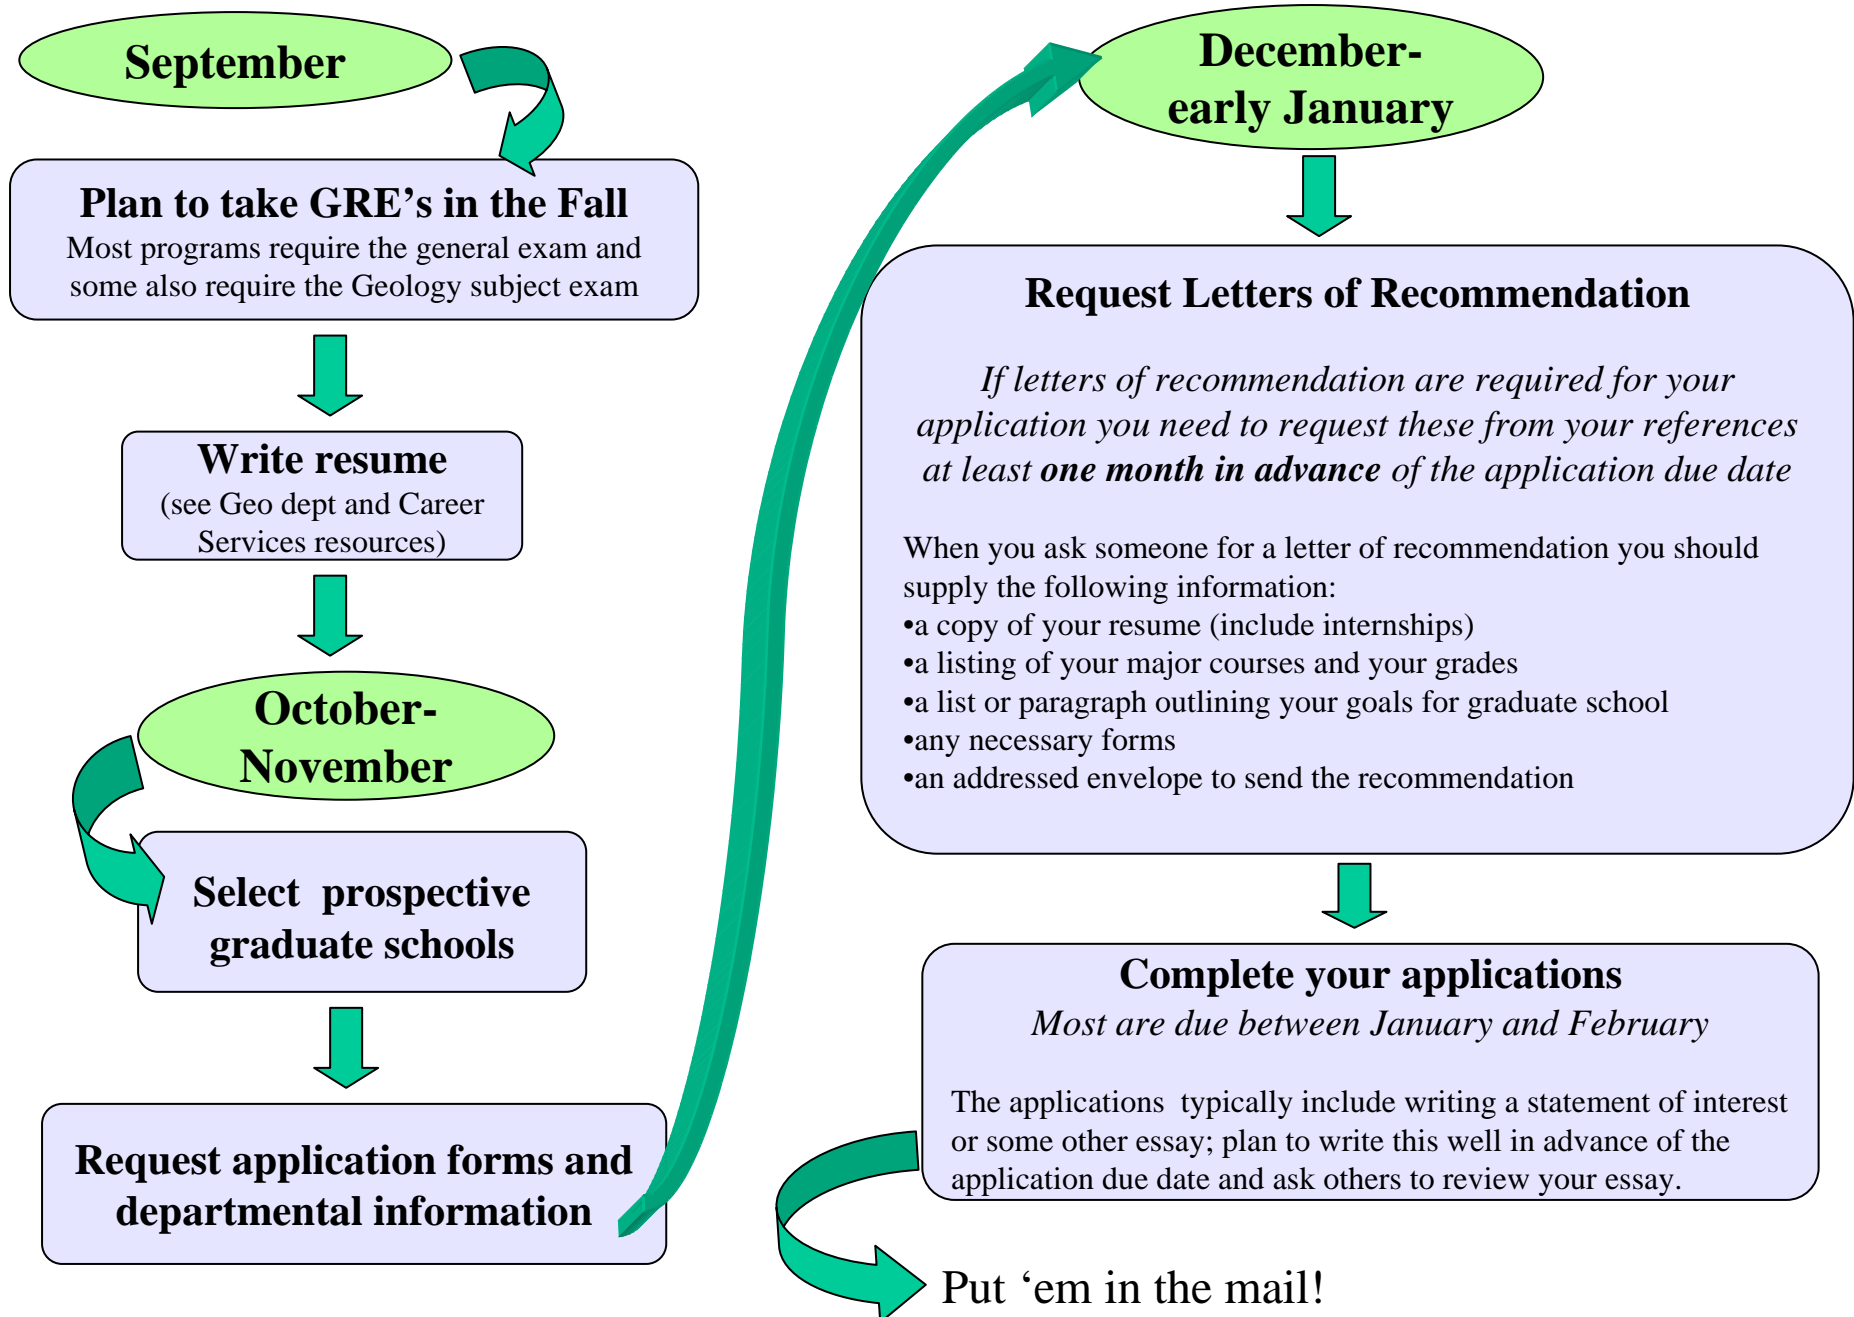 September
Plan to take GRE’s in the Fall
Most programs require the general exam and
some also require the Geology subject exam
Write resume
(see Geo dept and Career
Services resources)
October-
November
Select  prospective
graduate schools
Request application forms and
departmental information
December-
early January
Request Letters of Recommendation
If letters of recommendation are required for your
application you need to request these from your references
at least one month in advance of the application due date
When you ask someone for a letter of recommendation you should
supply the following information:
•a copy of your resume (include internships)
•a listing of your major courses and your grades
•a list or paragraph outlining your goals for graduate school
•any necessary forms
•an addressed envelope to send the recommendation
Complete your applications
Most are due between January and February
The applications  typically include writing a statement of interest
or some other essay; plan to write this well in advance of the
application due date and ask others to review your essay.
Put ‘em in the mail!